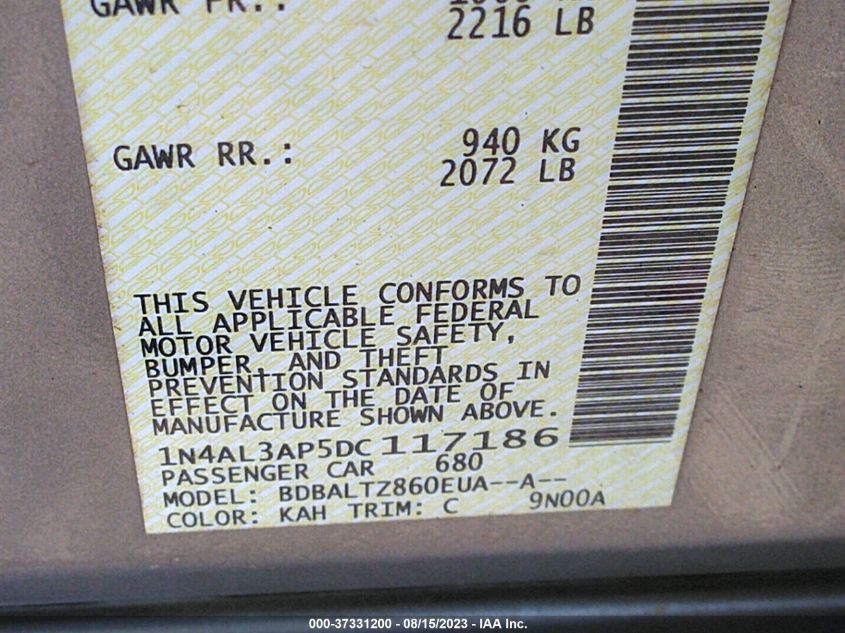 GAWR FR.:
2216 LB
GAWR RR.: 940 KG
2072 LB
THIS VEHICLE CONFORMS TO
ALL APPLICABLE FEDERAL
MOTOR VEHICLE SAFETY,
BUMPER, AND THEFT
PREVENTION STANDARDS IN
EFFECT ON THE DATE OF
MANUFACTURE SHOWN ABOVE.
1N4AL3AP5DC117186
PASSENGER CAR 680
MODEL: BDBALTZ860EUA--A--
COLOR: KAH TRIM: C 9N00A
000-37331200 - 08/15/2023 - IAA Inc.